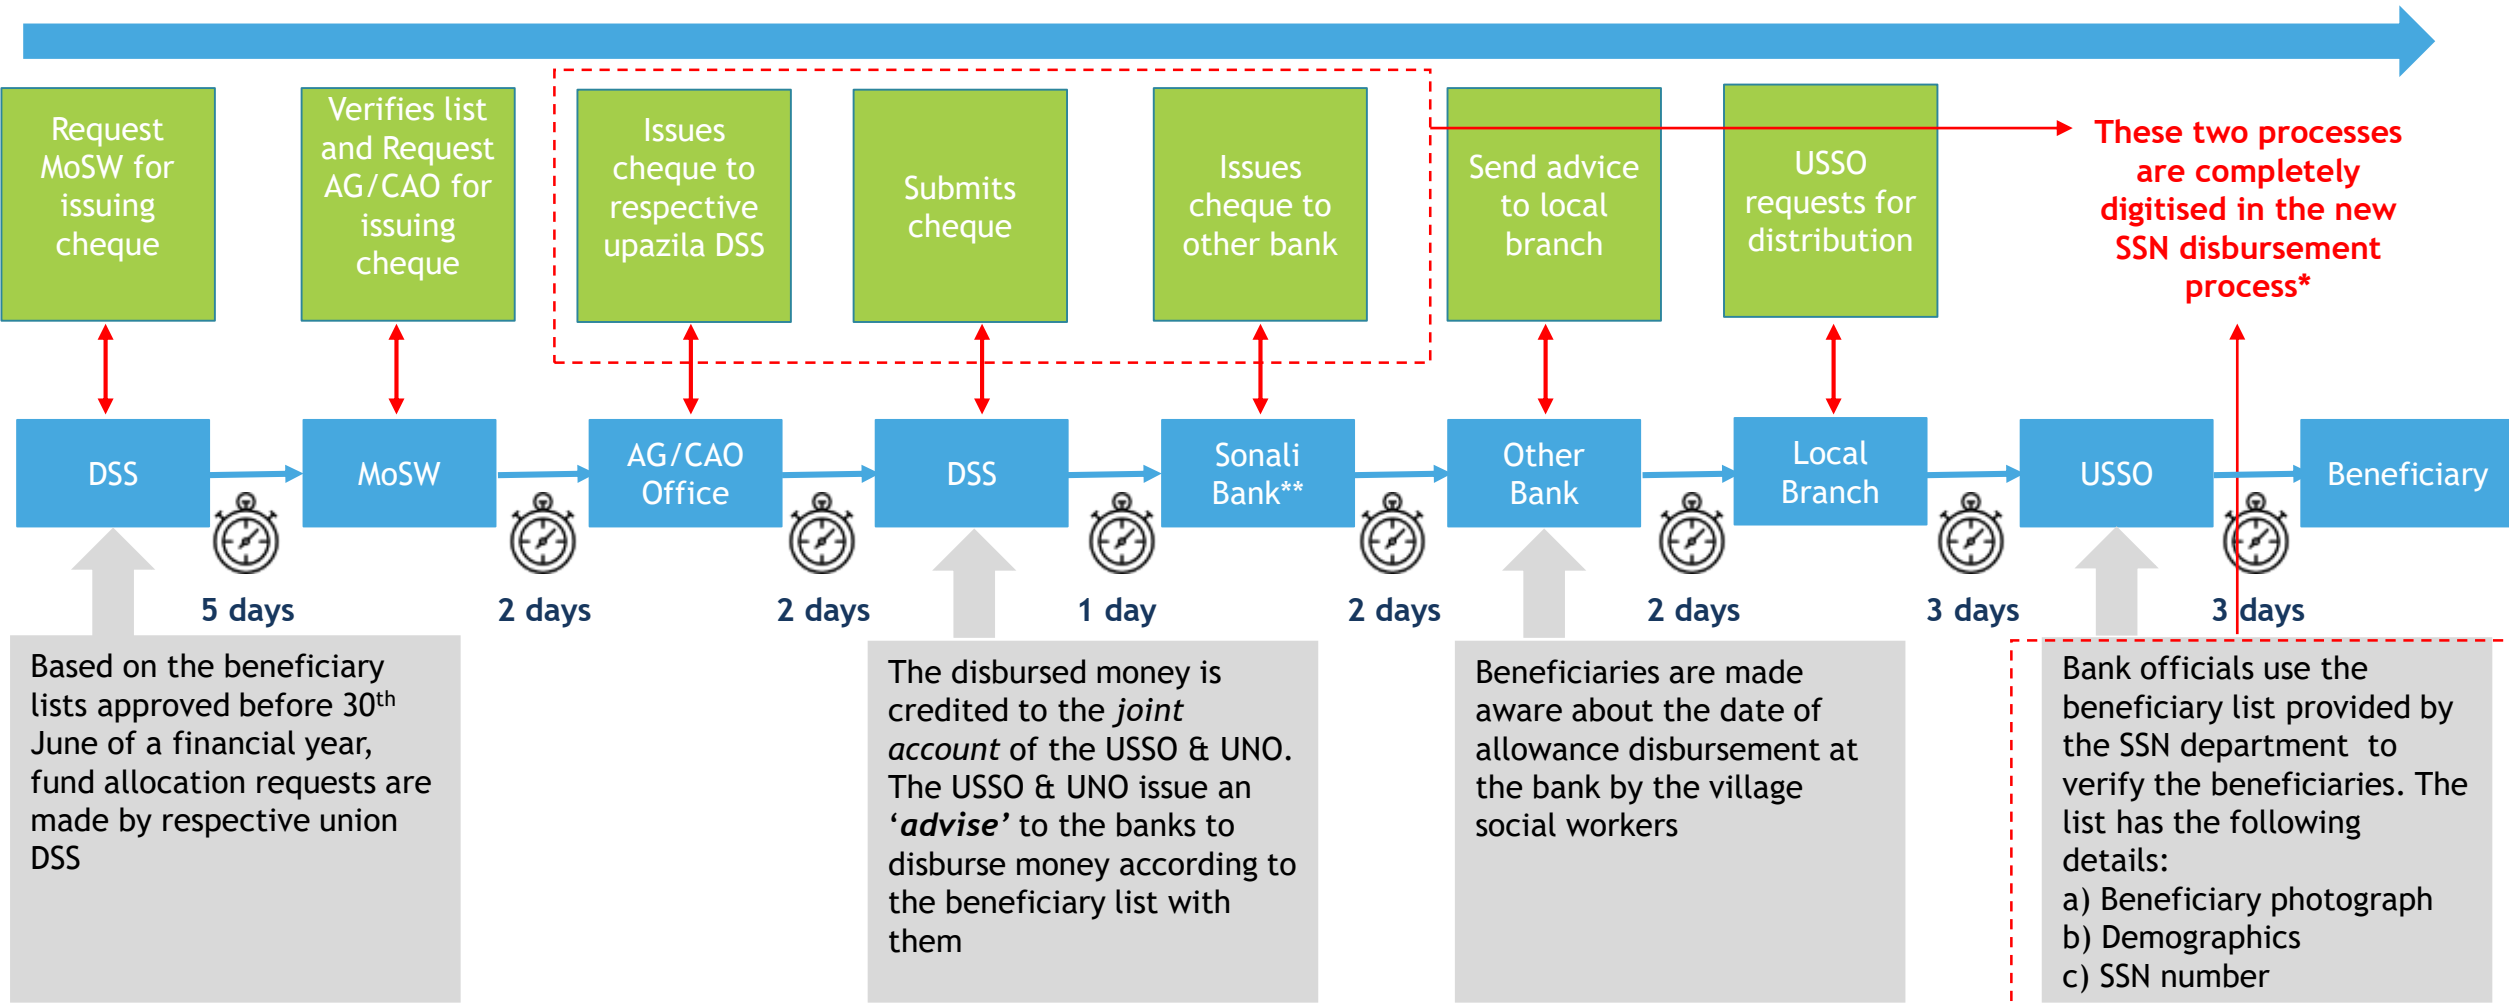 Request
MoSW for
issuing
cheque
Verifies list
and Request
AG/CAO for
issuing
cheque
Issues
cheque to
respective
upazila DSS
Submits
cheque
Issues
cheque to
other bank
Send advice
to local
branch
USSO
requests for
distribution
These two processes
are completely
digitised in the new
SSN disbursement
process*
DSS
MoSW
AG/CAO
Office
DSS
Sonali
Bank**
Other
Bank
Local
Branch
USSO
Beneficiary
5 days
2 days
2 days
1 day
2 days
2 days
3 days
3 days
Based on the beneficiary
lists approved before 30th
June of a financial year,
fund allocation requests are
made by respective union
DSS
The disbursed money is
credited to the joint
account of the USSO & UNO.
The USSO & UNO issue an
‘advise’ to the banks to
disburse money according to
the beneficiary list with
them
Beneficiaries are made
aware about the date of
allowance disbursement at
the bank by the village
social workers
Bank officials use the
beneficiary list provided by
the SSN department to
verify the beneficiaries. The
list has the following
details:
a) Beneficiary photograph
b) Demographics
c) SSN number